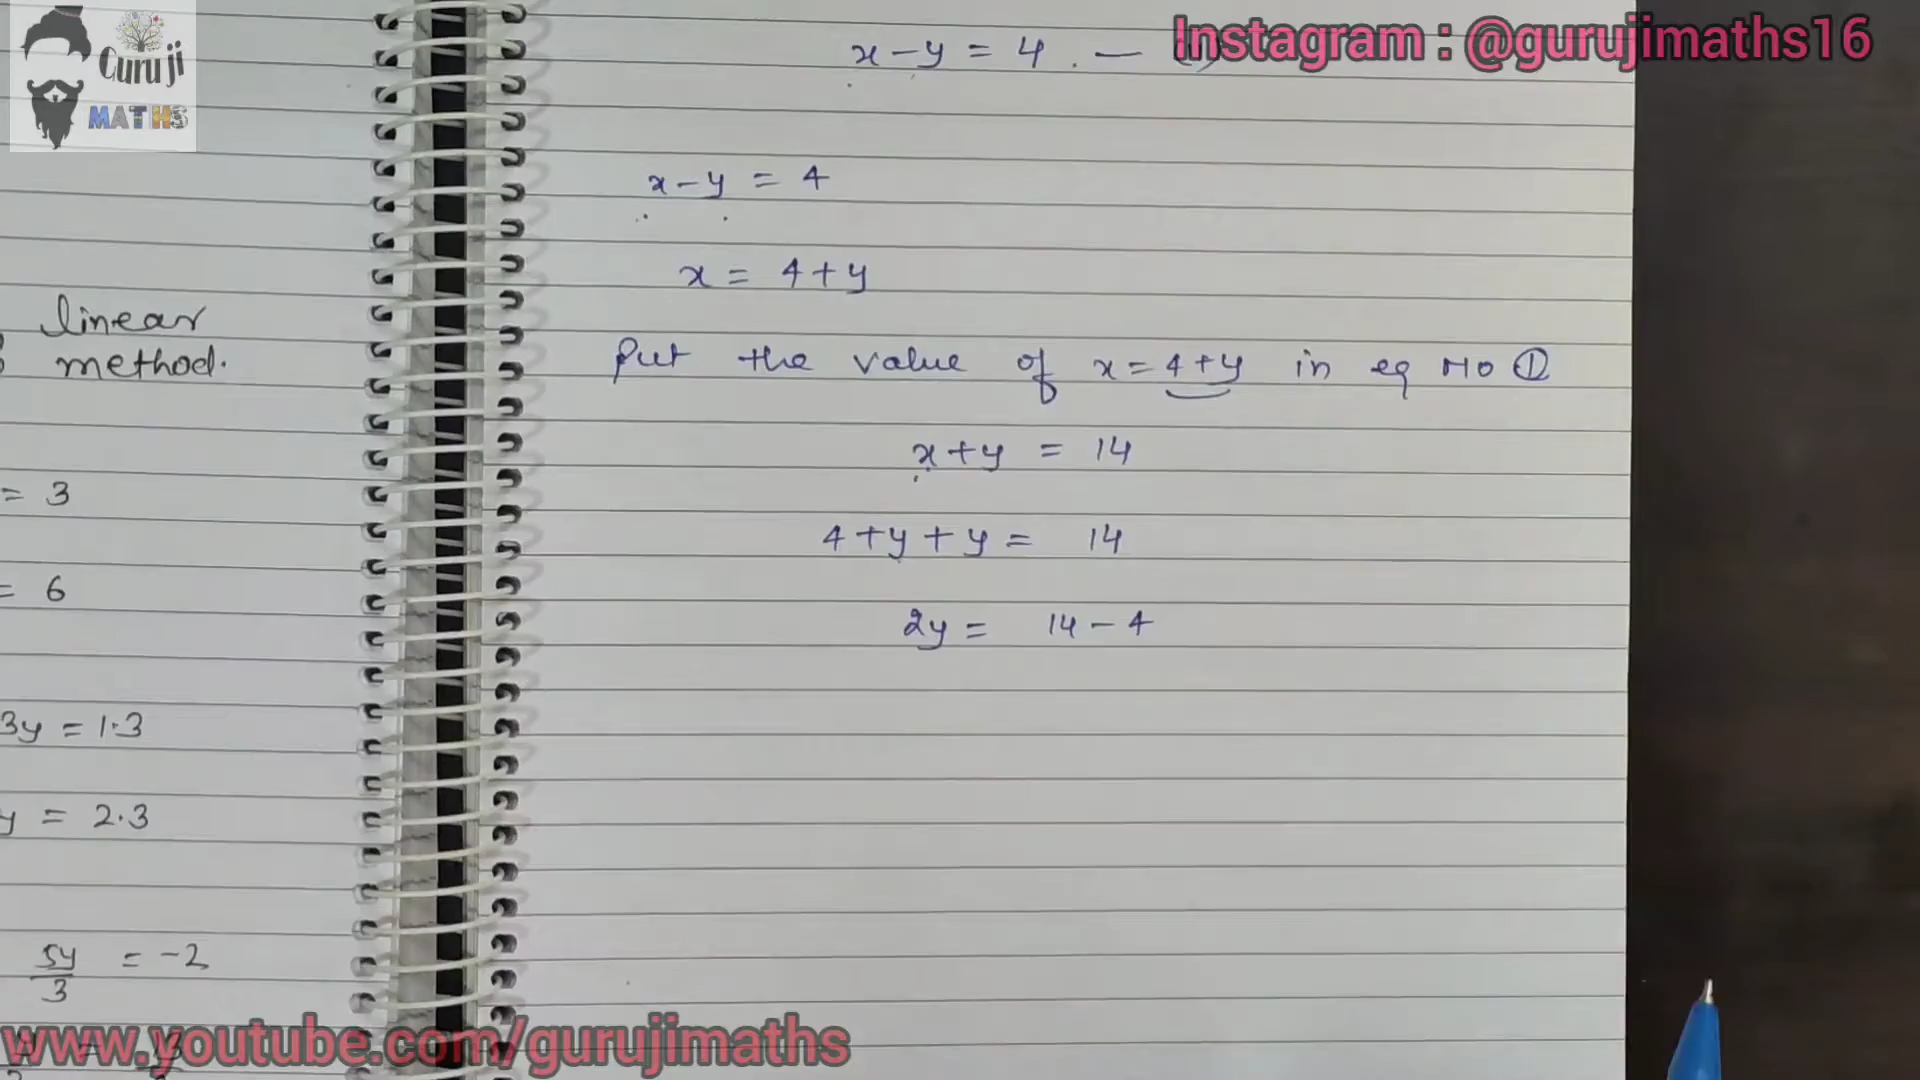 Guru ji
MATHS
Instagram : @gurujimaths16
linear
method.
= 3
= 6
3y = 1.3
y = 2.3
5y/3 = -2
x - y = 4 . —
x - y = 4
x = 4 + y
Put the value of x = 4 + y in eq No ①
x + y = 14
4 + y + y = 14
2y = 14 - 4
www.youtube.com/gurujimaths